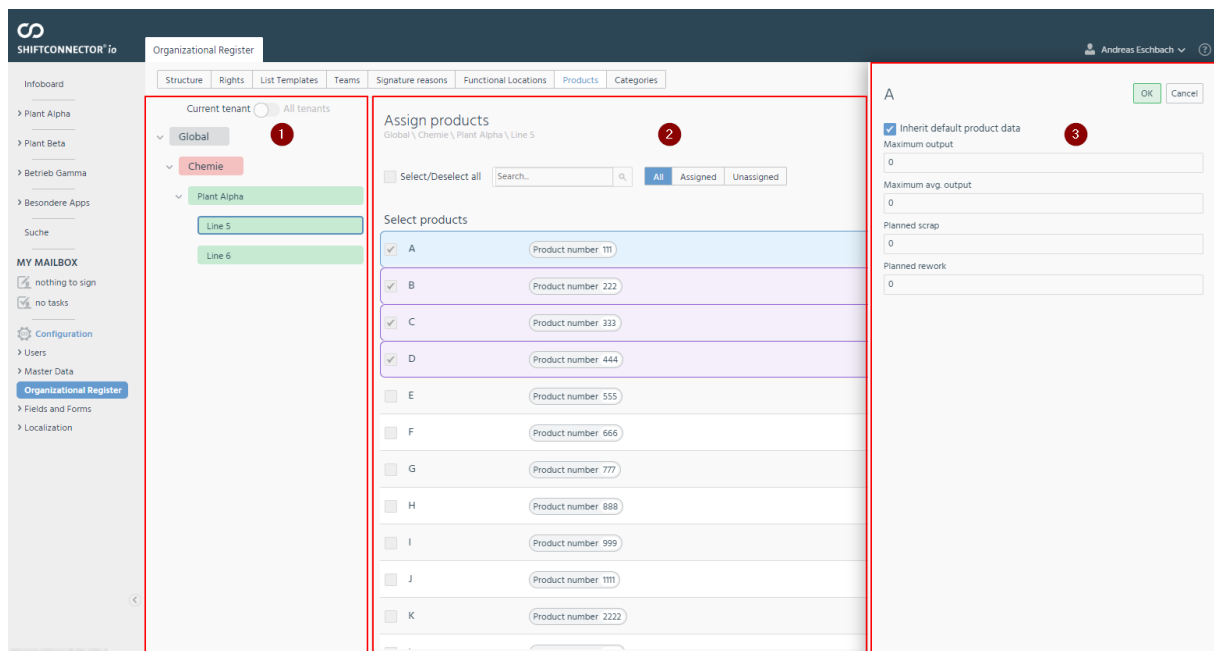 SHIFTCONNECTOR® io
Organizational Register
Andreas Eschbach
?
Infoboard
> Plant Alpha
> Plant Beta
> Betrieb Gamma
> Besondere Apps
Suche
MY MAILBOX
nothing to sign
no tasks
Configuration
> Users
> Master Data
Organizational Register
> Fields and Forms
> Localization
Structure Rights List Templates Teams Signature reasons Functional Locations Products Categories
Current tenant All tenants
1
Global
Chemie
Plant Alpha
Line 5
Line 6
Assign products
Global \ Chemie \ Plant Alpha \ Line 5
2
Select/Deselect all Search.. All Assigned Unassigned
Select products
A Product number 111
B Product number 222
C Product number 333
D Product number 444
E Product number 555
F Product number 666
G Product number 777
H Product number 888
I Product number 999
J Product number 1111
K Product number 2222
A OK Cancel
Inherit default product data
3
Maximum output
0
Maximum avg. output
0
Planned scrap
0
Planned rework
0